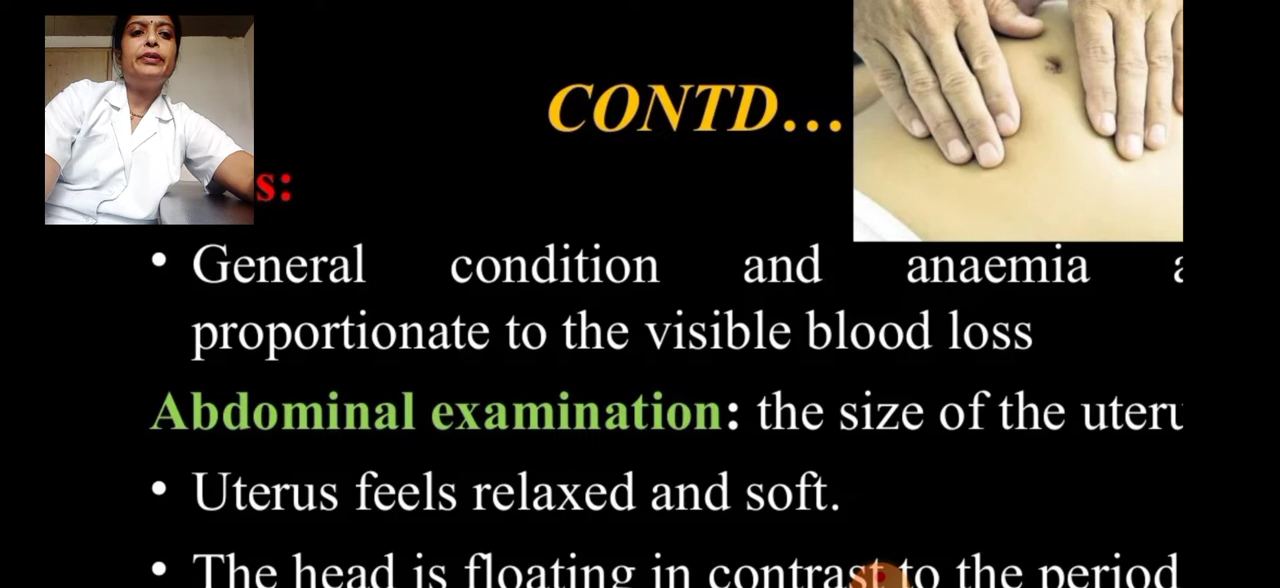 CONTD...
s:
• General condition and anaemia
proportionate to the visible blood loss
Abdominal examination: the size of the
• Uterus feels relaxed and soft.
• The head is floating in contrast to the period